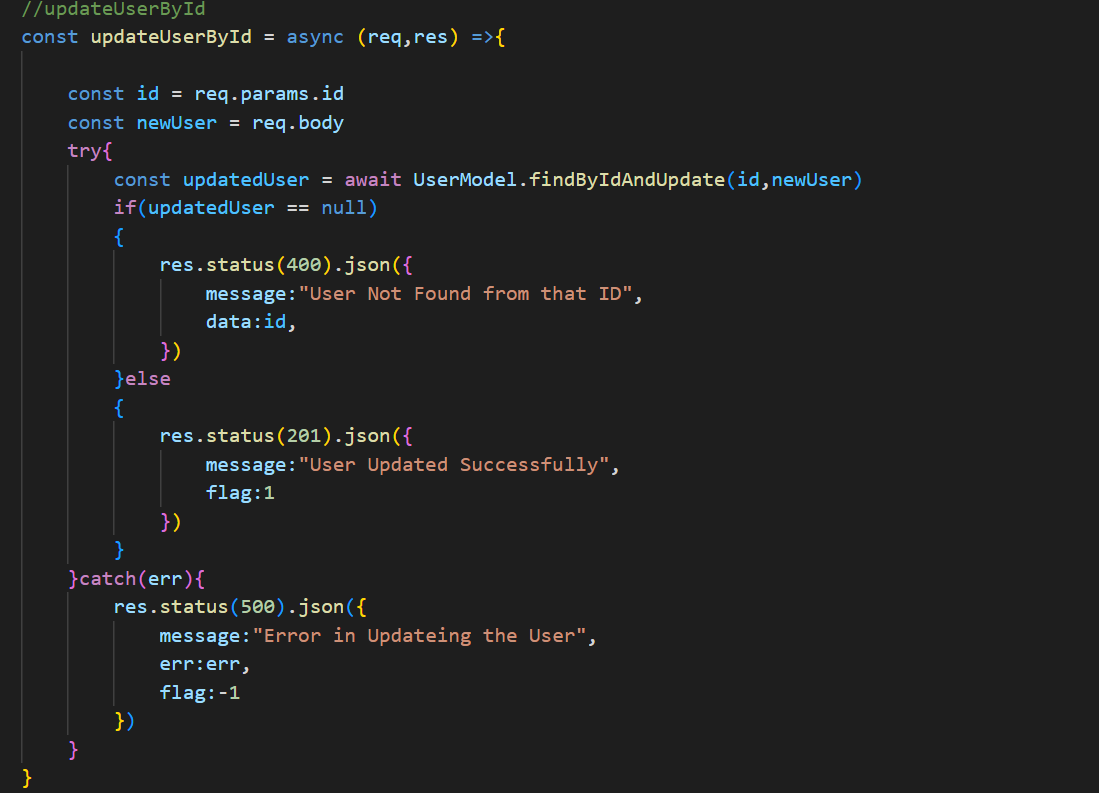 //updateUserById
const updateUserById = async (req,res) =>{
const id = req.params.id
const newUser = req.body
try{
const updatedUser = await UserModel.findByIdAndUpdate(id,newUser)
if(updatedUser == null)
{
res.status(400).json({
message:"User Not Found from that ID",
data:id,
})
}else
{
res.status(201).json({
message:"User Updated Successfully",
flag:1
})
}
}catch(err){
res.status(500).json({
message:"Error in Updateing the User",
err:err,
flag:-1
})
}
}